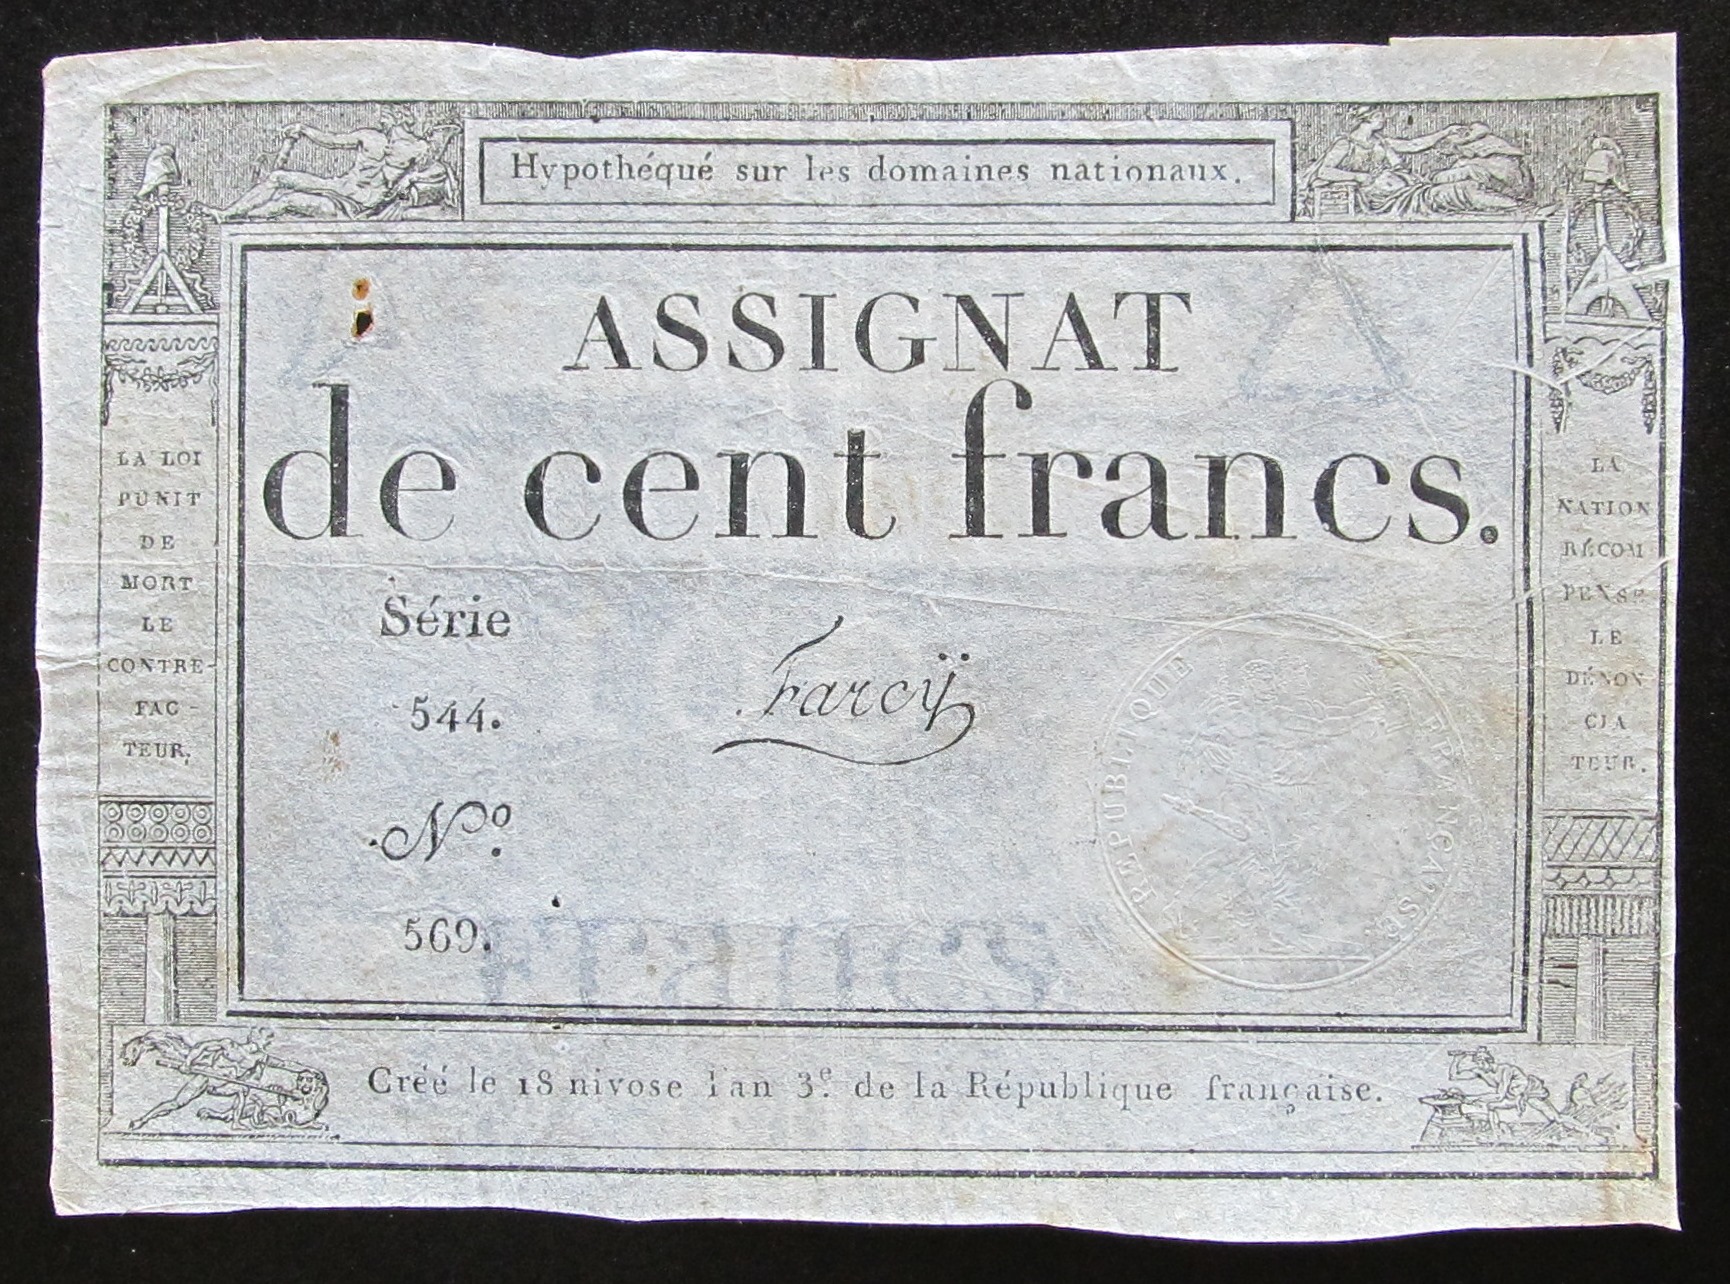 Hypothéqué sur les domaines nationaux.
ASSIGNAT
de cent francs.
Série
544.
Nº.
569.
Farcÿ
RÉPUBLIQUE FRANÇAISE.
LA LOI
PUNIT
DE
MORT
LE
CONTRE-
FAC-
TEUR.
LA
NATION
RÉCOM
PENSE
LE
DÉNON
CIA
TEUR.
Créé le 18 nivose l'an 3e. de la République française.